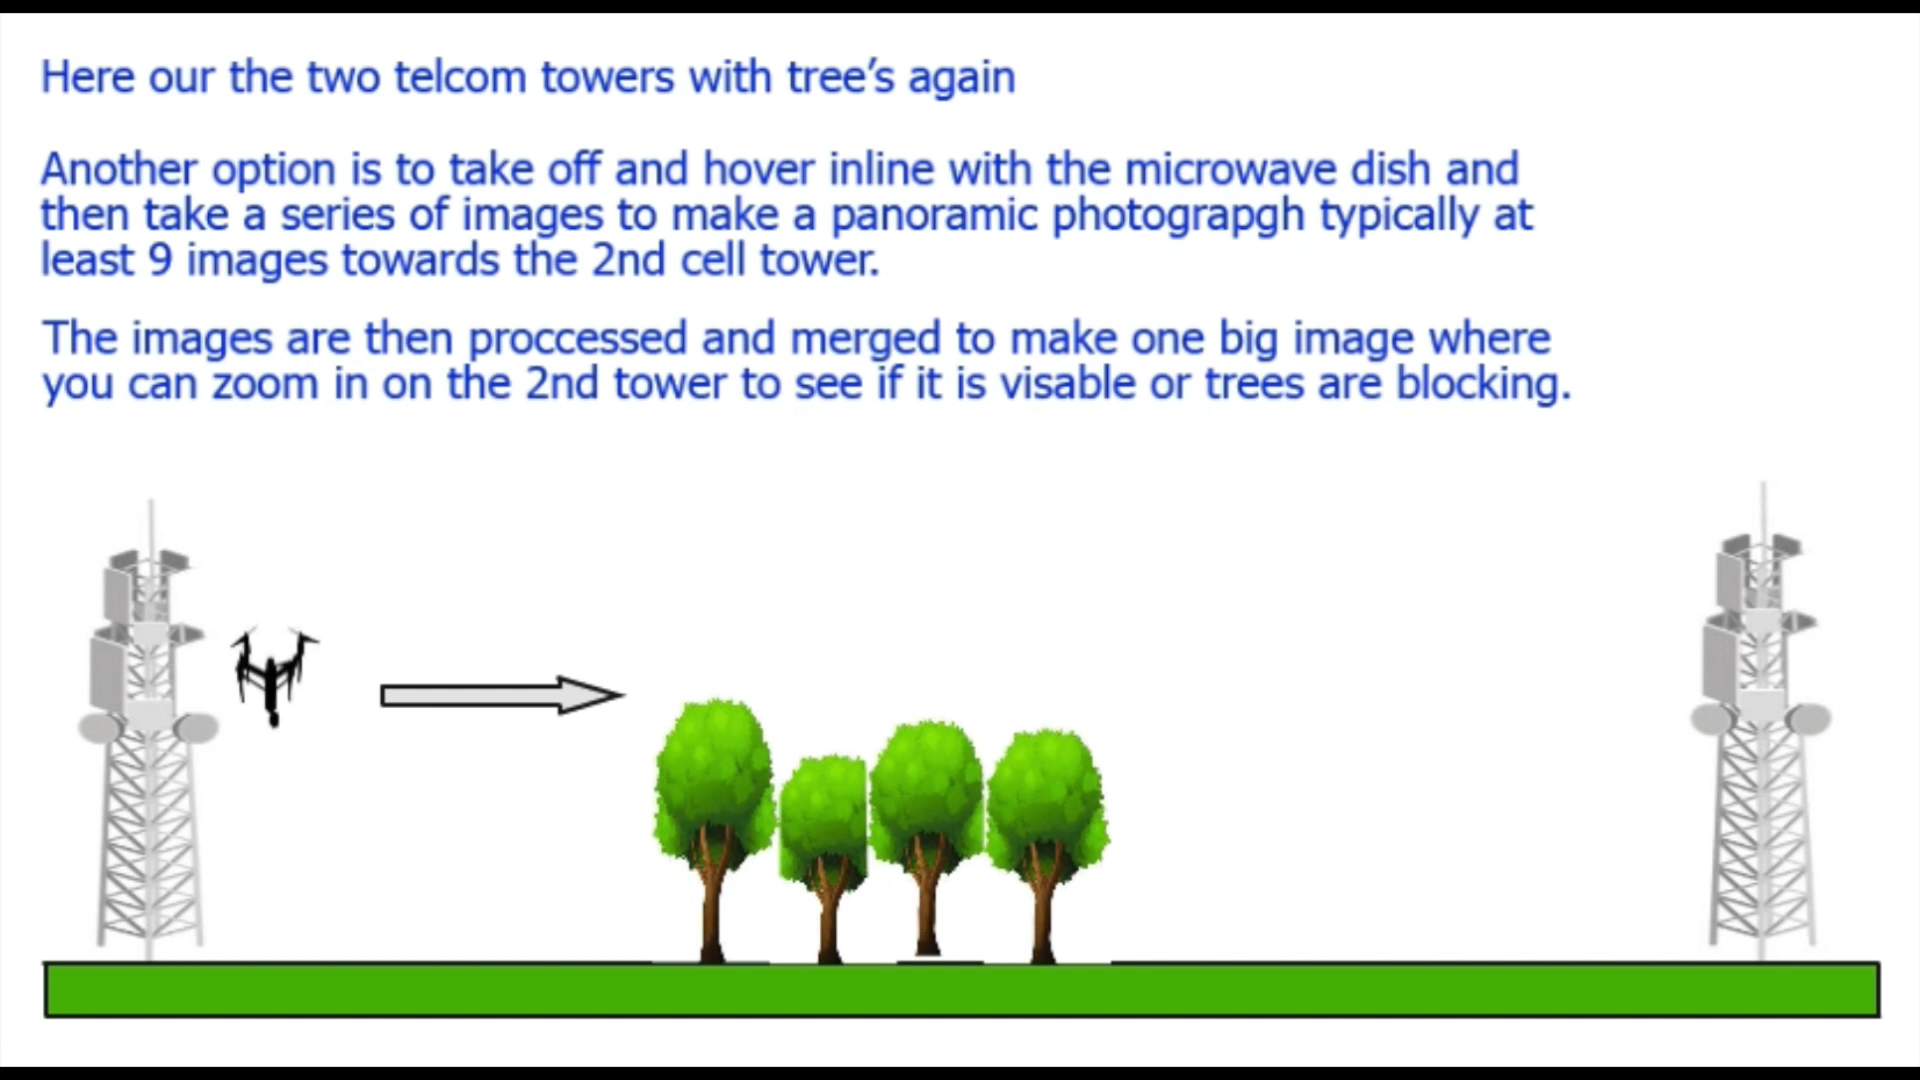 Here our the two telcom towers with tree’s again
Another option is to take off and hover inline with the microwave dish and
then take a series of images to make a panoramic photograpgh typically at
least 9 images towards the 2nd cell tower.
The images are then proccessed and merged to make one big image where
you can zoom in on the 2nd tower to see if it is visable or trees are blocking.